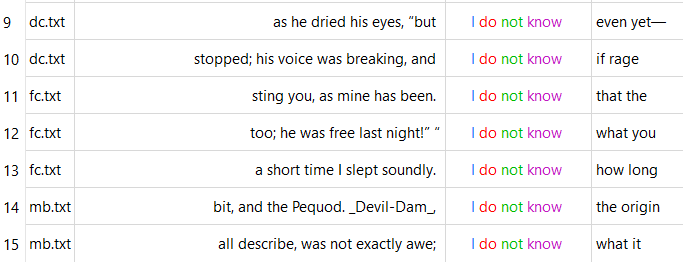 9 dc.txt as he dried his eyes, “but I do not know even yet—
10 dc.txt stopped; his voice was breaking, and I do not know if rage
11 fc.txt sting you, as mine has been. I do not know that the
12 fc.txt too; he was free last night!” “ I do not know what you
13 fc.txt a short time I slept soundly. I do not know how long
14 mb.txt bit, and the Pequod. _Devil-Dam_, I do not know the origin
15 mb.txt all describe, was not exactly awe; I do not know what it